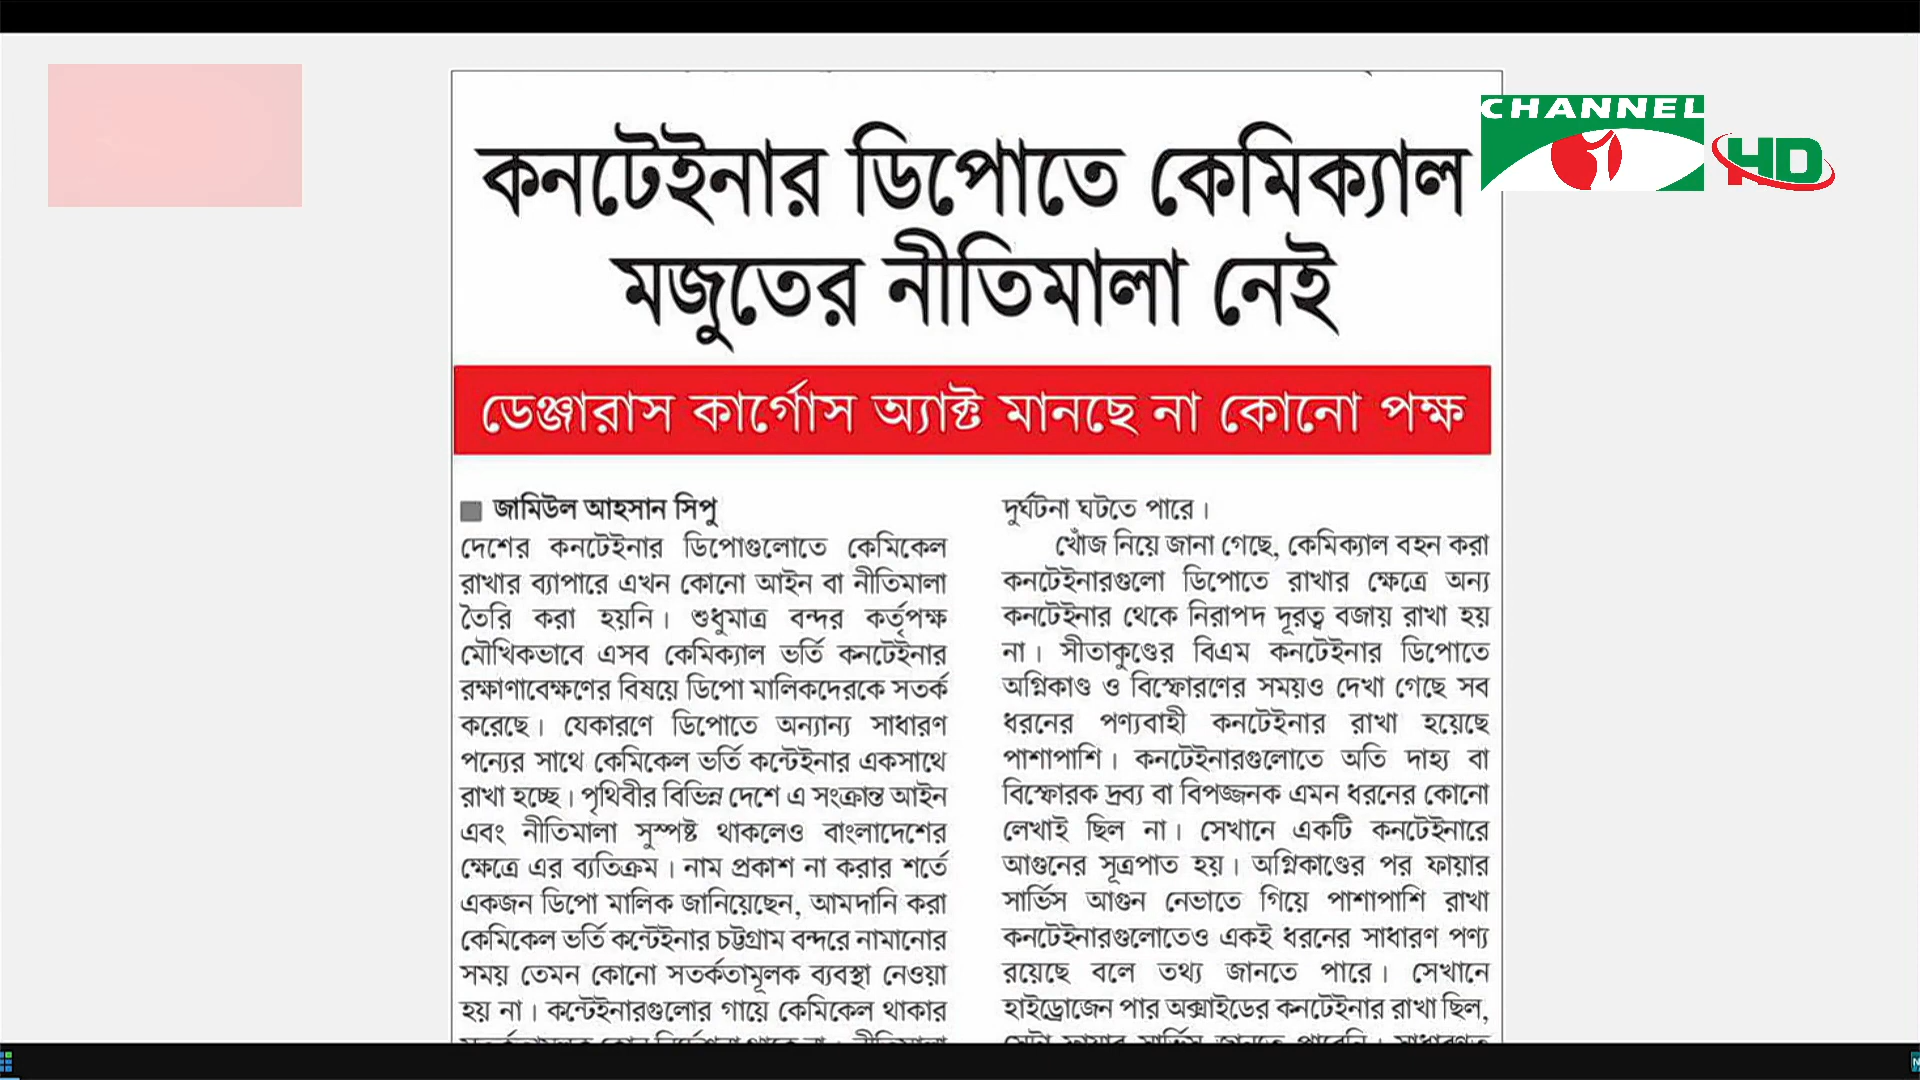 কনটেইনার ডিপোতে কেমিক্যাল
মজুতের নীতিমালা নেই
ডেঞ্জারাস কার্গোস অ্যাক্ট মানছে না কোনো পক্ষ
জামিউল আহসান সিপু
দেশের কনটেইনার ডিপোগুলোতে কেমিকেল
রাখার ব্যাপারে এখন কোনো আইন বা নীতিমালা
তৈরি করা হয়নি। শুধুমাত্র বন্দর কর্তৃপক্ষ
মৌখিকভাবে এসব কেমিক্যাল ভর্তি কনটেইনার
রক্ষাণাবেক্ষণের বিষয়ে ডিপো মালিকদেরকে সতর্ক
করেছে। যেকারণে ডিপোতে অন্যান্য সাধারণ
পন্যের সাথে কেমিকেল ভর্তি কন্টেইনার একসাথে
রাখা হচ্ছে। পৃথিবীর বিভিন্ন দেশে এ সংক্রান্ত আইন
এবং নীতিমালা সুস্পষ্ট থাকলেও বাংলাদেশের
ক্ষেত্রে এর ব্যতিক্রম। নাম প্রকাশ না করার শর্তে
একজন ডিপো মালিক জানিয়েছেন, আমদানি করা
কেমিকেল ভর্তি কন্টেইনার চট্টগ্রাম বন্দরে নামানোর
সময় তেমন কোনো সতর্কতামূলক ব্যবস্থা নেওয়া
হয় না। কন্টেইনারগুলোর গায়ে কেমিকেল থাকার
দুর্ঘটনা ঘটতে পারে।
খোঁজ নিয়ে জানা গেছে, কেমিক্যাল বহন করা
কনটেইনারগুলো ডিপোতে রাখার ক্ষেত্রে অন্য
কনটেইনার থেকে নিরাপদ দূরত্ব বজায় রাখা হয়
না। সীতাকুণ্ডের বিএম কনটেইনার ডিপোতে
অগ্নিকাণ্ড ও বিস্ফোরণের সময়ও দেখা গেছে সব
ধরনের পণ্যবাহী কনটেইনার রাখা হয়েছে
পাশাপাশি। কনটেইনারগুলোতে অতি দাহ্য বা
বিস্ফোরক দ্রব্য বা বিপজ্জনক এমন ধরনের কোনো
লেখাই ছিল না। সেখানে একটি কনটেইনারে
আগুনের সূত্রপাত হয়। অগ্নিকাণ্ডের পর ফায়ার
সার্ভিস আগুন নেভাতে গিয়ে পাশাপাশি রাখা
কনটেইনারগুলোতেও একই ধরনের সাধারণ পণ্য
রয়েছে বলে তথ্য জানতে পারে। সেখানে
হাইড্রোজেন পার অক্সাইডের কনটেইনার রাখা ছিল,
CHANNEL
HD